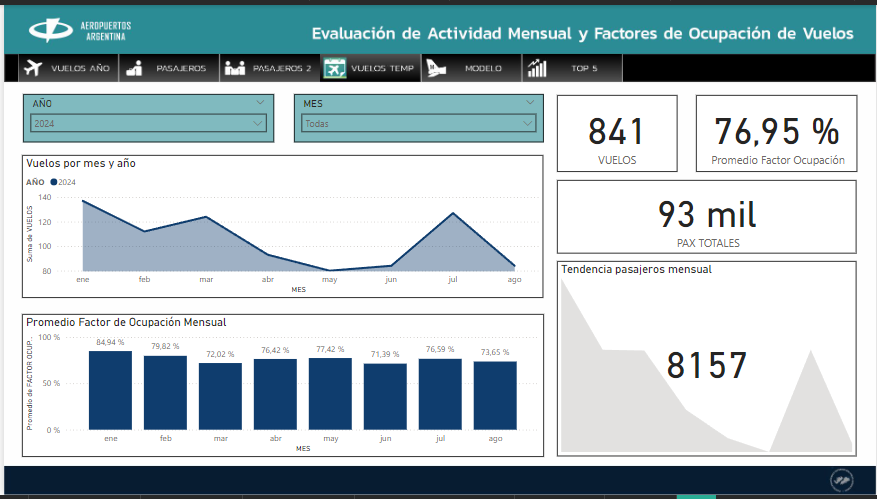 AEROPUERTOS
ARGENTINA
Evaluación de Actividad Mensual y Factores de Ocupación de Vuelos
VUELOS AÑO
PASAJEROS
PASAJEROS 2
VUELOS TEMP
MODELO
TOP 5
AÑO
2024
MES
Todas
841
VUELOS
76,95 %
Promedio Factor Ocupación
93 mil
PAX TOTALES
Vuelos por mes y año
AÑO 2024
Suma de VUELOS
140
120
100
80
ene feb mar abr may jun jul ago
MES
Promedio Factor de Ocupación Mensual
Promedio de FACTOR OCUP...
100 %
50 %
0 %
84,94 % 79,82 % 72,02 % 76,42 % 77,42 % 71,39 % 76,59 % 73,65 %
ene feb mar abr may jun jul ago
MES
Tendencia pasajeros mensual
8157